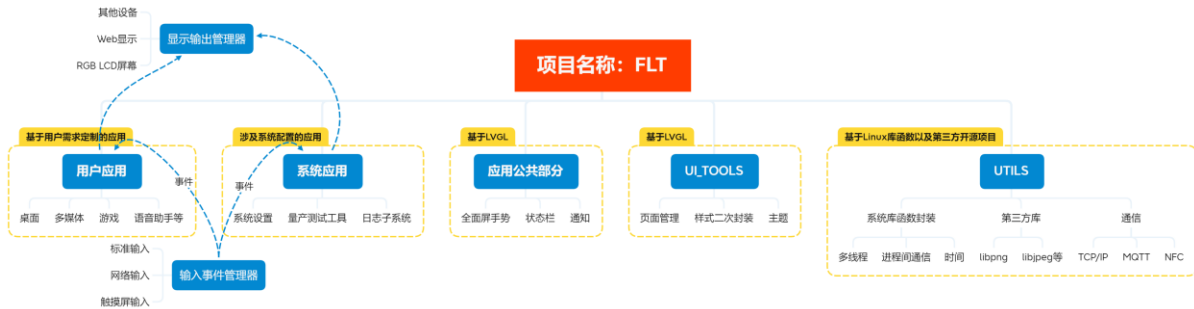 其他设备
Web显示
RGB LCD屏幕
显示输出管理器
项目名称：FLT
基于用户需求定制的应用
涉及系统配置的应用
基于LVGL
基于LVGL
基于Linux库函数以及第三方开源项目
用户应用
系统应用
应用公共部分
UI_TOOLS
UTILS
事件
事件
桌面
多媒体
游戏
语音助手等
系统设置
量产测试工具
日志子系统
全面屏手势
状态栏
通知
页面管理
样式二次封装
主题
系统库函数封装
第三方库
通信
多线程
进程间通信
时间
libpng
libjpeg等
TCP/IP
MQTT
NFC
标准输入
网络输入
触摸屏输入
输入事件管理器